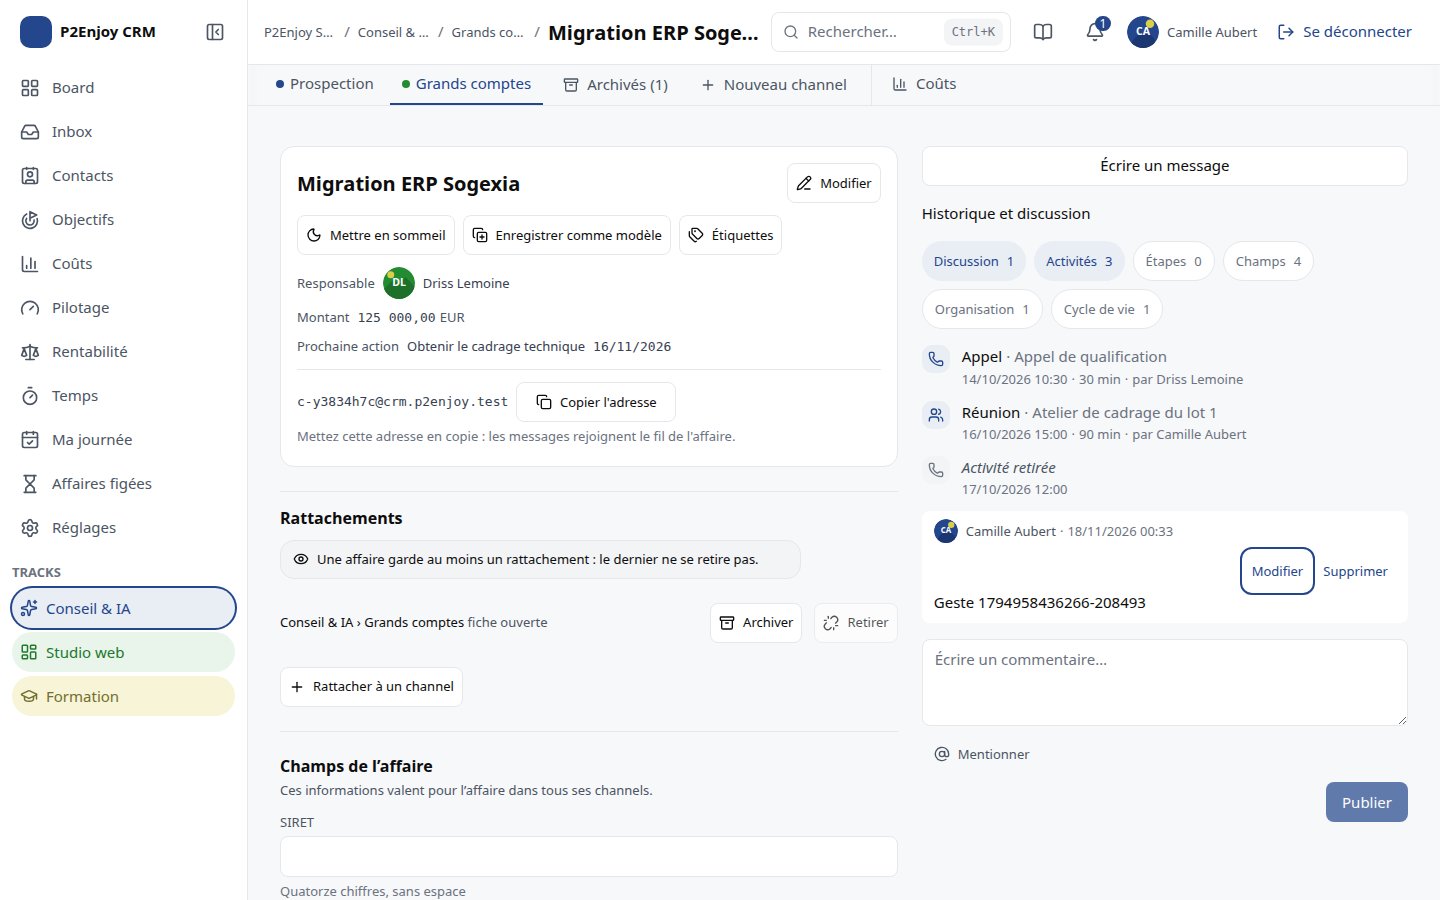 P2Enjoy CRM
Board
Inbox
Contacts
Objectifs
Coûts
Pilotage
Rentabilité
Temps
Ma journée
Affaires figées
Réglages
TRACKS
Conseil & IA
Studio web
Formation
P2Enjoy S... / Conseil & ... / Grands co... / Migration ERP Soge...
Rechercher... Ctrl+K
1
CA Camille Aubert
Se déconnecter
Prospection
Grands comptes
Archivés (1)
Nouveau channel
Coûts
Migration ERP Sogexia
Modifier
Mettre en sommeil
Enregistrer comme modèle
Étiquettes
Responsable DL Driss Lemoine
Montant 125 000,00 EUR
Prochaine action Obtenir le cadrage technique 16/11/2026
c-y3834h7c@crm.p2enjoy.test Copier l'adresse
Mettez cette adresse en copie : les messages rejoignent le fil de l'affaire.
Rattachements
Une affaire garde au moins un rattachement : le dernier ne se retire pas.
Conseil & IA › Grands comptes fiche ouverte
Archiver
Retirer
Rattacher à un channel
Champs de l’affaire
Ces informations valent pour l’affaire dans tous ses channels.
SIRET
Quatorze chiffres, sans espace
Écrire un message
Historique et discussion
Discussion 1
Activités 3
Étapes 0
Champs 4
Organisation 1
Cycle de vie 1
Appel · Appel de qualification
14/10/2026 10:30 · 30 min · par Driss Lemoine
Réunion · Atelier de cadrage du lot 1
16/10/2026 15:00 · 90 min · par Camille Aubert
Activité retirée
17/10/2026 12:00
CA Camille Aubert · 18/11/2026 00:33
Modifier
Supprimer
Geste 1794958436266-208493
Écrire un commentaire...
Mentionner
Publier